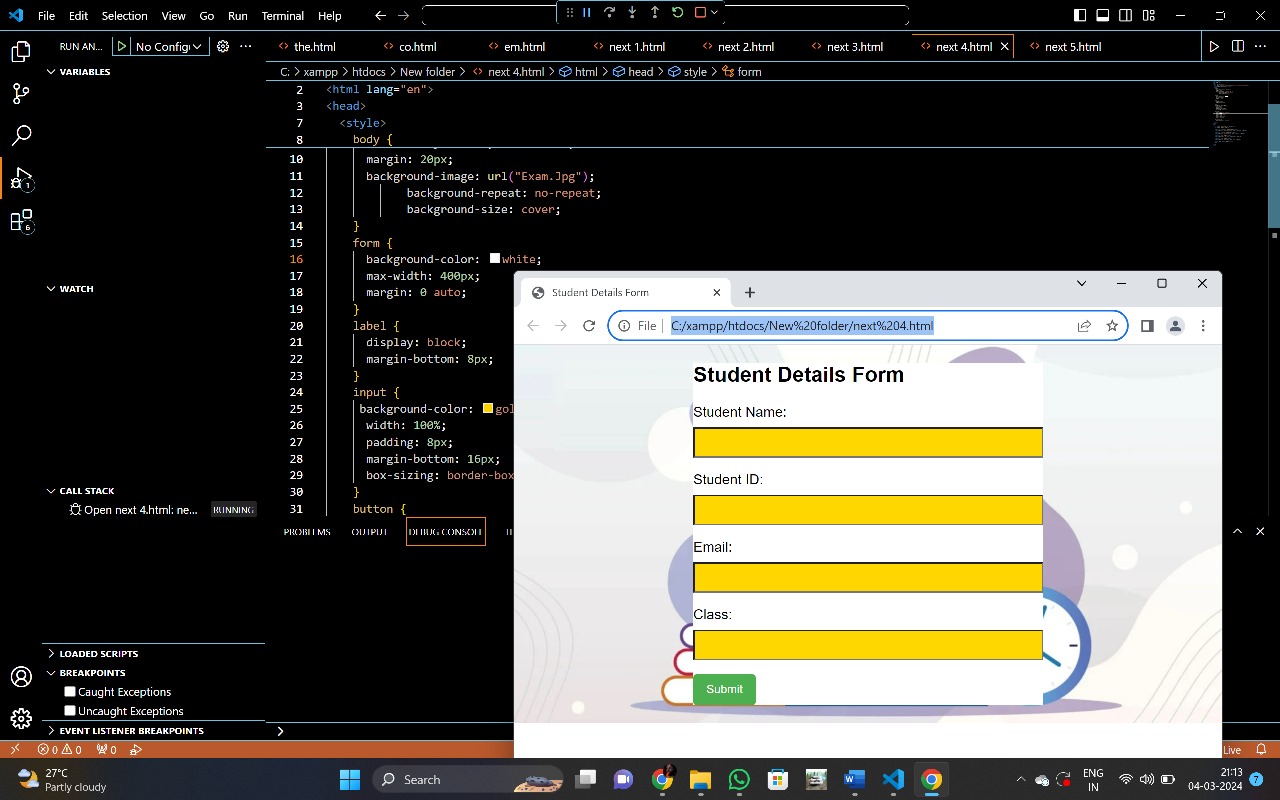 File Edit Selection View Go Run Terminal Help
RUN AN... No Config
the.html co.html em.html next 1.html next 2.html next 3.html next 4.html next 5.html
VARIABLES
C: > xampp > htdocs > New folder > next 4.html > html > head > style > form
2 <html lang="en">
3 <head>
7 <style>
8 body {
10 margin: 20px;
11 background-image: url("Exam.Jpg");
12 background-repeat: no-repeat;
13 background-size: cover;
14 }
15 form {
16 background-color: white;
17 max-width: 400px;
18 margin: 0 auto;
19 }
20 label {
21 display: block;
22 margin-bottom: 8px;
23 }
24 input {
25 background-color: gol
26 width: 100%;
27 padding: 8px;
28 margin-bottom: 16px;
29 box-sizing: border-box
30 }
31 button {
WATCH
CALL STACK
Open next 4.html: ne... RUNNING
PROBLEMS OUTPUT DEBUG CONSOLE
LOADED SCRIPTS
BREAKPOINTS
Caught Exceptions
Uncaught Exceptions
EVENT LISTENER BREAKPOINTS
1
6
Student Details Form
File C:/xampp/htdocs/New%20folder/next%204.html
Student Details Form
Student Name:
Student ID:
Email:
Class:
Submit
0 0 0 Live
27°C
Partly cloudy
Search
ENG
IN
21:13
04-03-2024
7